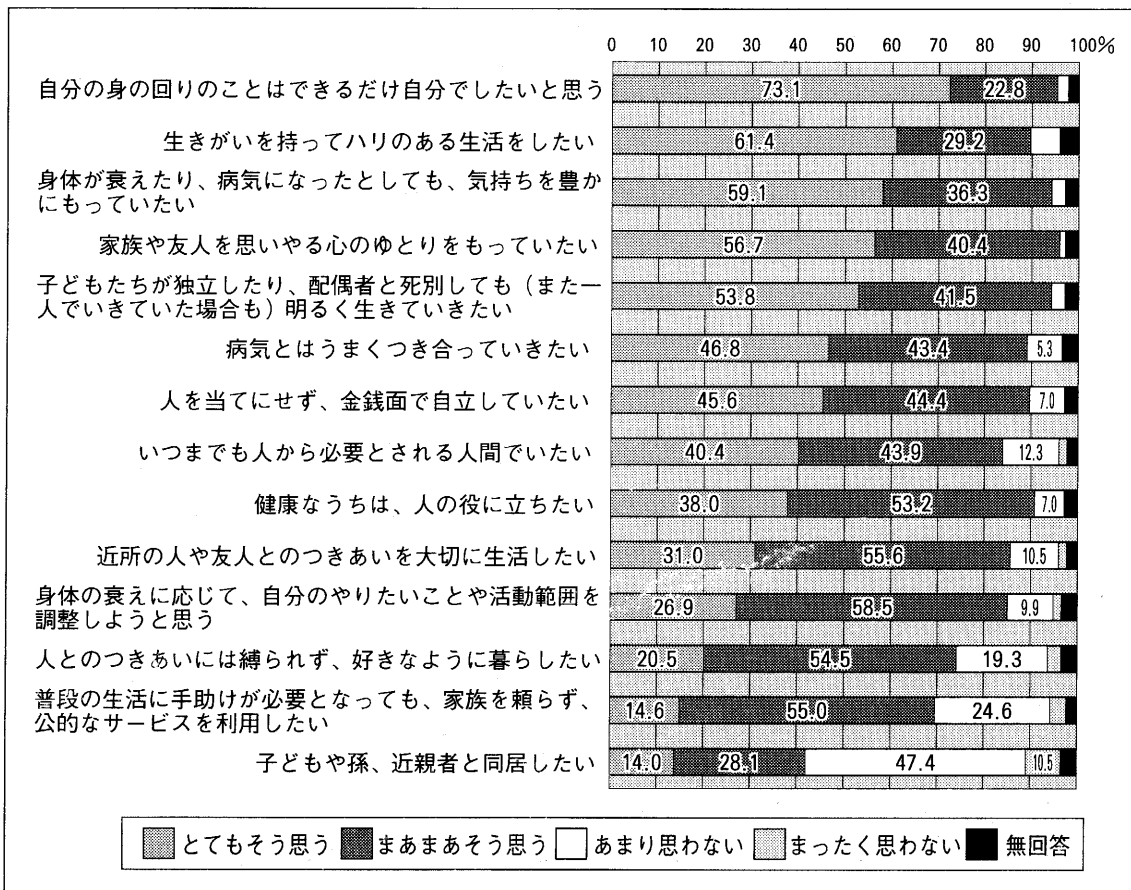 0 10 20 30 40 50 60 70 80 90 100%
自分の身の回りのことはできるだけ自分でしたいと思う 73.1 22.8
生きがいを持ってハリのある生活をしたい 61.4 29.2
身体が衰えたり、病気になったとしても、気持ちを豊か
にもっていたい 59.1 36.3
家族や友人を思いやる心のゆとりをもっていたい 56.7 40.4
子どもたちが独立したり、配偶者と死別しても（また一
人でいきていた場合も）明るく生きていきたい 53.8 41.5
病気とはうまくつき合っていきたい 46.8 43.4 5.3
人を当てにせず、金銭面で自立していたい 45.6 44.4 7.0
いつまでも人から必要とされる人間でいたい 40.4 43.9 12.3
健康なうちは、人の役に立ちたい 38.0 53.2 7.0
近所の人や友人とのつきあいを大切に生活したい 31.0 55.6 10.5
身体の衰えに応じて、自分のやりたいことや活動範囲を
調整しようと思う 26.9 58.5 9.9
人とのつきあいには縛られず、好きなように暮らしたい 20.5 54.5 19.3
普段の生活に手助けが必要となっても、家族を頼らず、
公的なサービスを利用したい 14.6 55.0 24.6
子どもや孫、近親者と同居したい 14.0 28.1 47.4 10.5
とてもそう思う まあまあそう思う あまり思わない まったく思わない 無回答